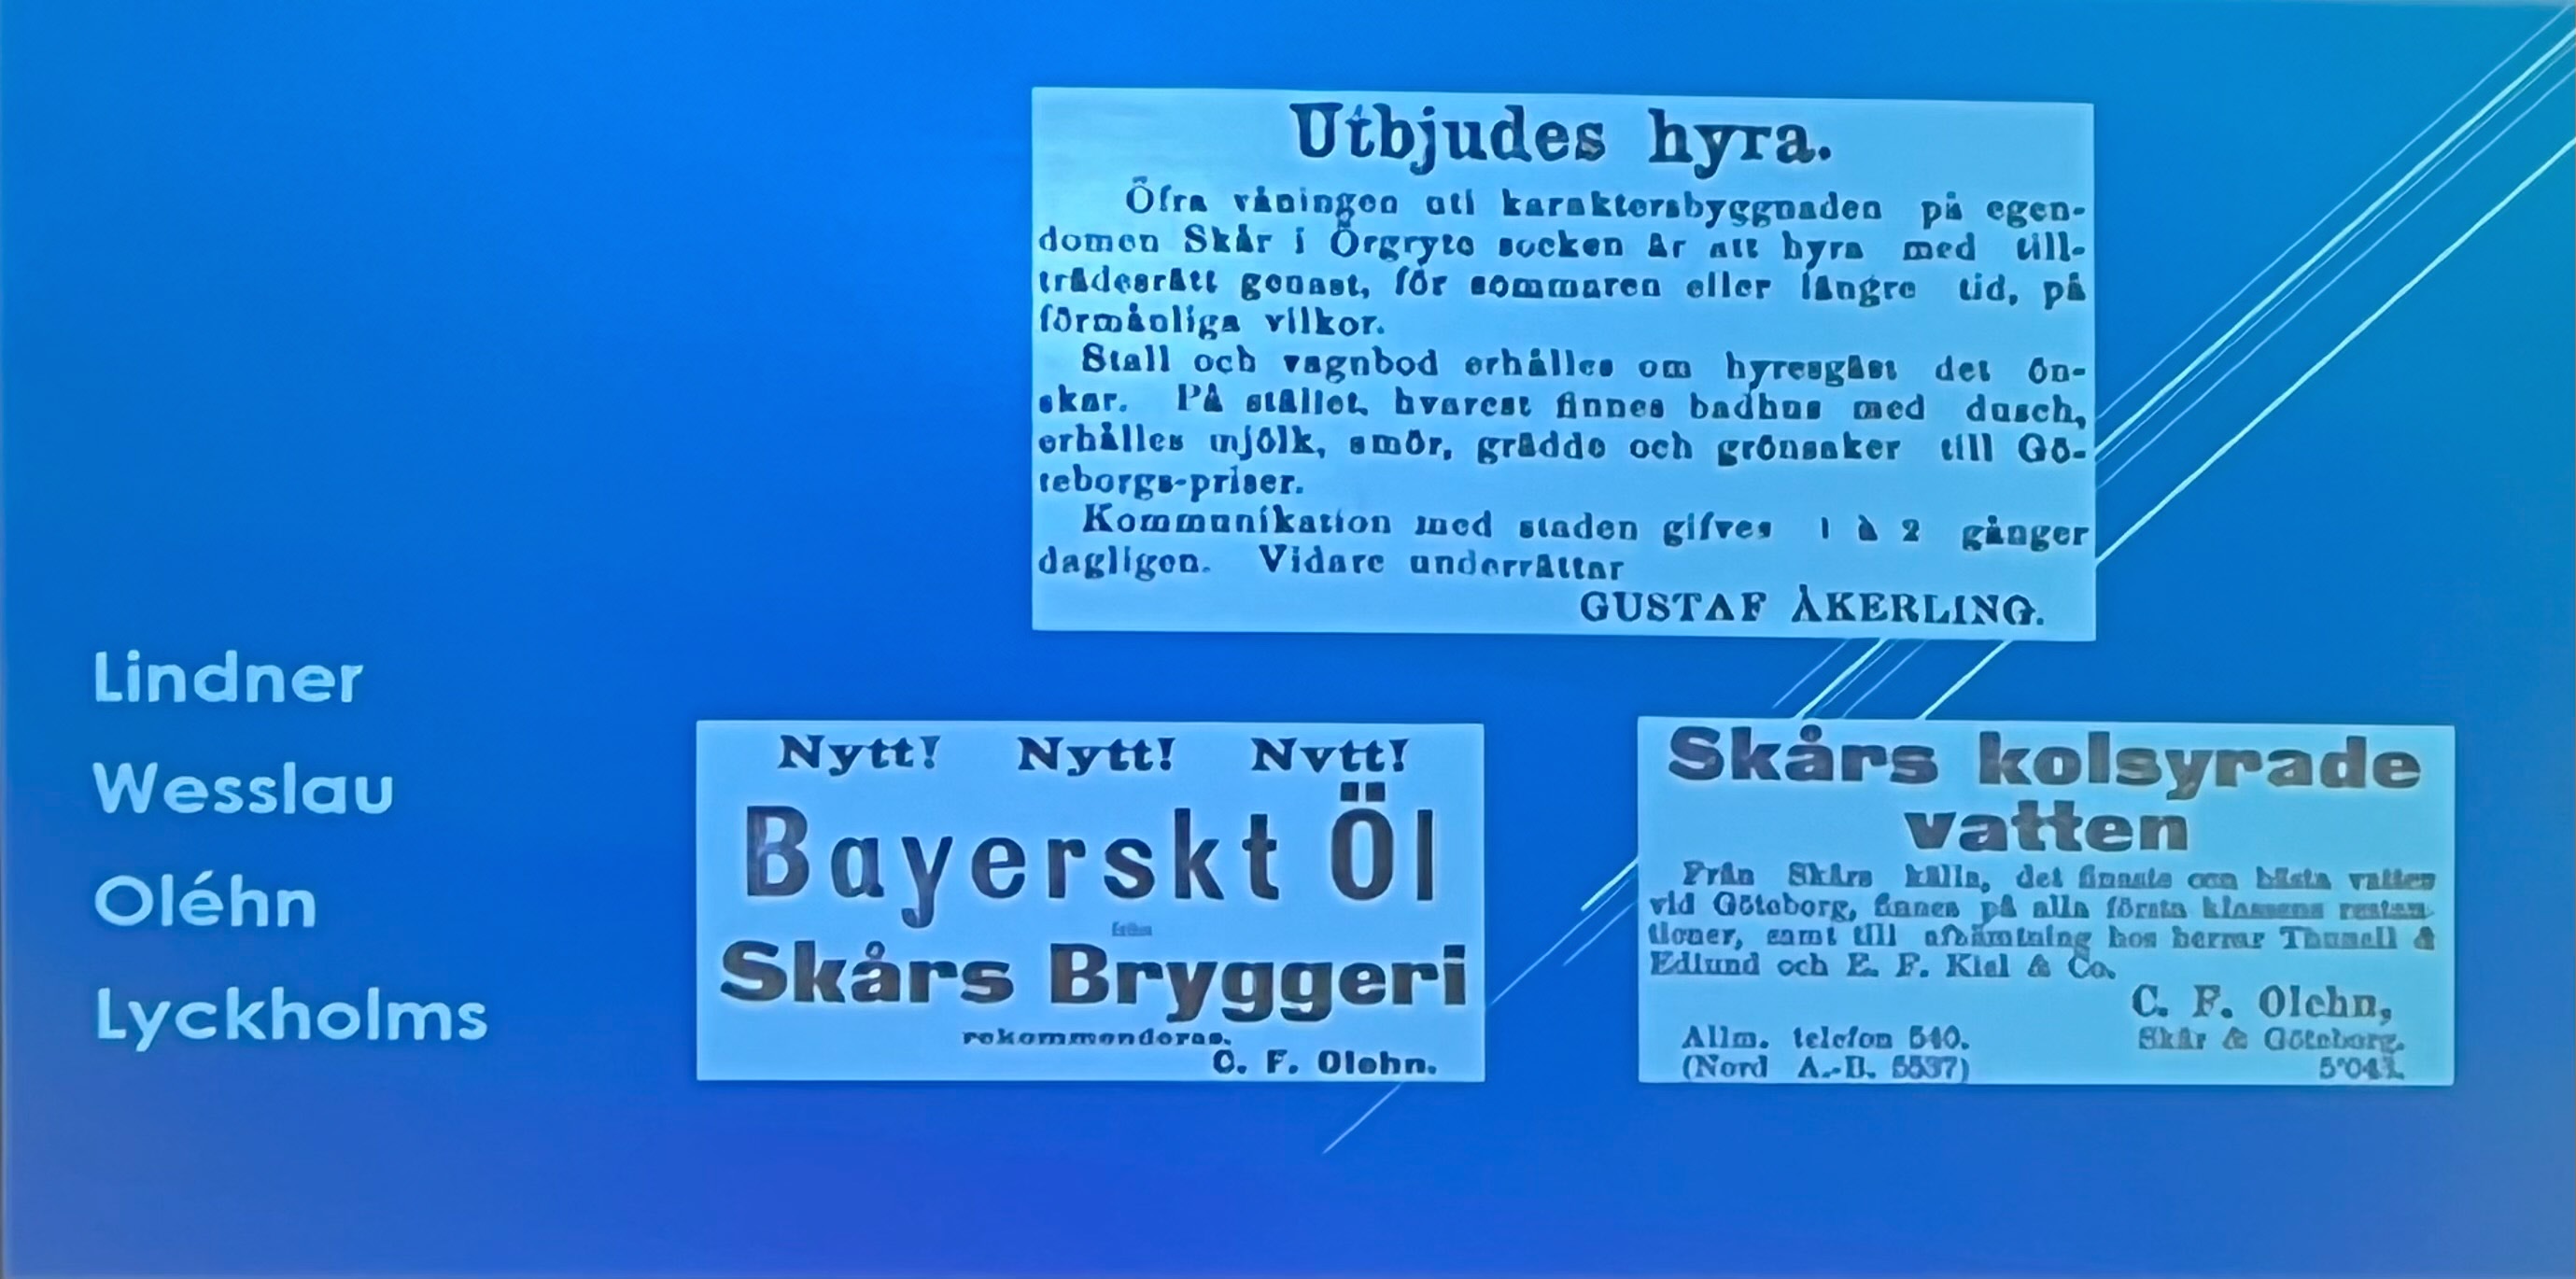 Utbjudes hyra.
Öfra våningen uti karaktersbyggnaden på egen-
domen Skår i Örgryte socken är att hyra med till-
trädesrätt genast, för sommaren eller längre tid, på
förmånliga vilkor.
Stall och vagnbod erhålles om hyresgäst det ön-
skar. På stället, hvarest finnes badhus med dusch,
erhålles mjölk, smör, grädde och grönsaker till Gö-
teborgs-priser.
Kommunikation med staden gifves 1 à 2 gånger
dagligen. Vidare underrättar
GUSTAF ÅKERLING.
Lindner
Wesslau
Oléhn
Lyckholms
Nytt! Nytt! Nytt!
Bayerskt Öl
Skårs Bryggeri
rekommenderas.
C. F. Olehn.
Skårs kolsyrade
vatten
Från Skårs källa, det finaste och bästa vatten
vid Göteborg, finnes på alla första klassens
tioner, samt till afhämtning hos herrar Thunell &
Edlund och E. F. Kiel & Co.
C. F. Olehn,
Allm. telefon 540. Skår & Göteborg.
(Nord A.-B. 5537)